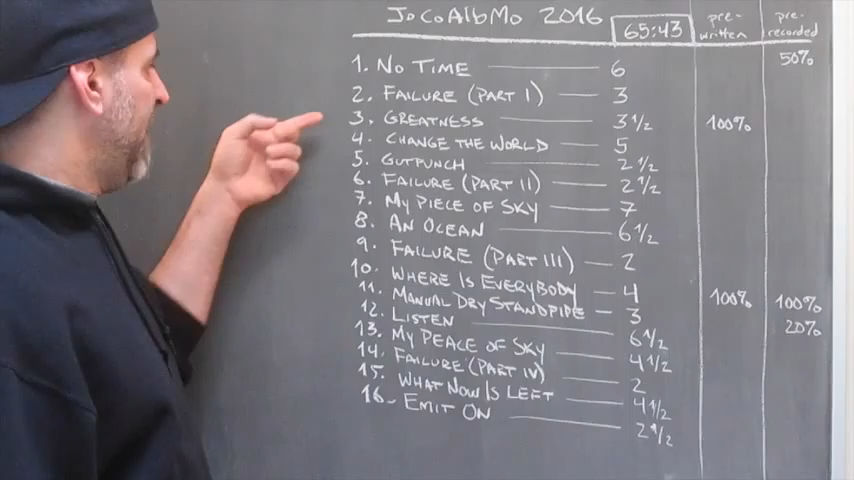 JoCoAlbMo 2016 65:43 pre-written pre-recorded
50%
1. No Time — 6
2. Failure (Part I) — 3
3. Greatness — 3 1/2 100%
4. Change the World — 5
5. Gutpunch — 2 1/2
6. Failure (Part II) — 2 1/2
7. My Piece of Sky — 7
8. An Ocean — 6 1/2
9. Failure (Part III) — 2
10. Where Is Everybody — 4 100% 100%
11. Manual Dry Standpipe — 3 20%
12. Listen — 6 1/2
13. My Peace of Sky — 4 1/2
14. Failure (Part IV) — 2
15. What Now Is Left — 4 1/2
16. Emit On — 2 1/2